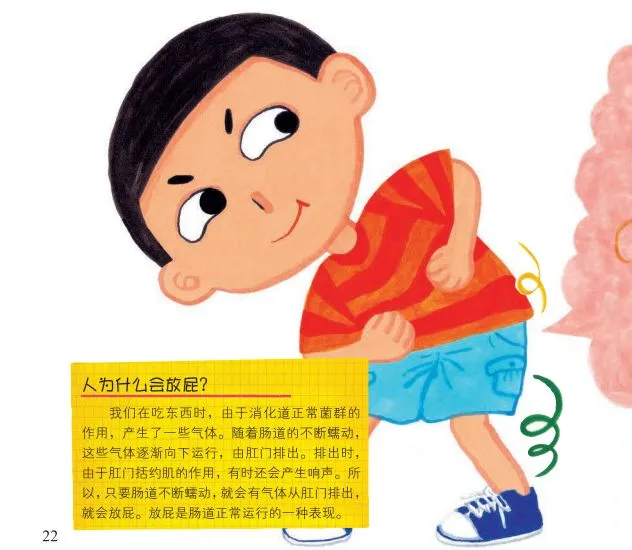 人为什么会放屁？
我们在吃东西时，由于消化道正常菌群的
作用，产生了一些气体。随着肠道的不断蠕动，
这些气体逐渐向下运行，由肛门排出。排出时，
由于肛门括约肌的作用，有时还会产生响声。所
以，只要肠道不断蠕动，就会有气体从肛门排出，
就会放屁。放屁是肠道正常运行的一种表现。
22